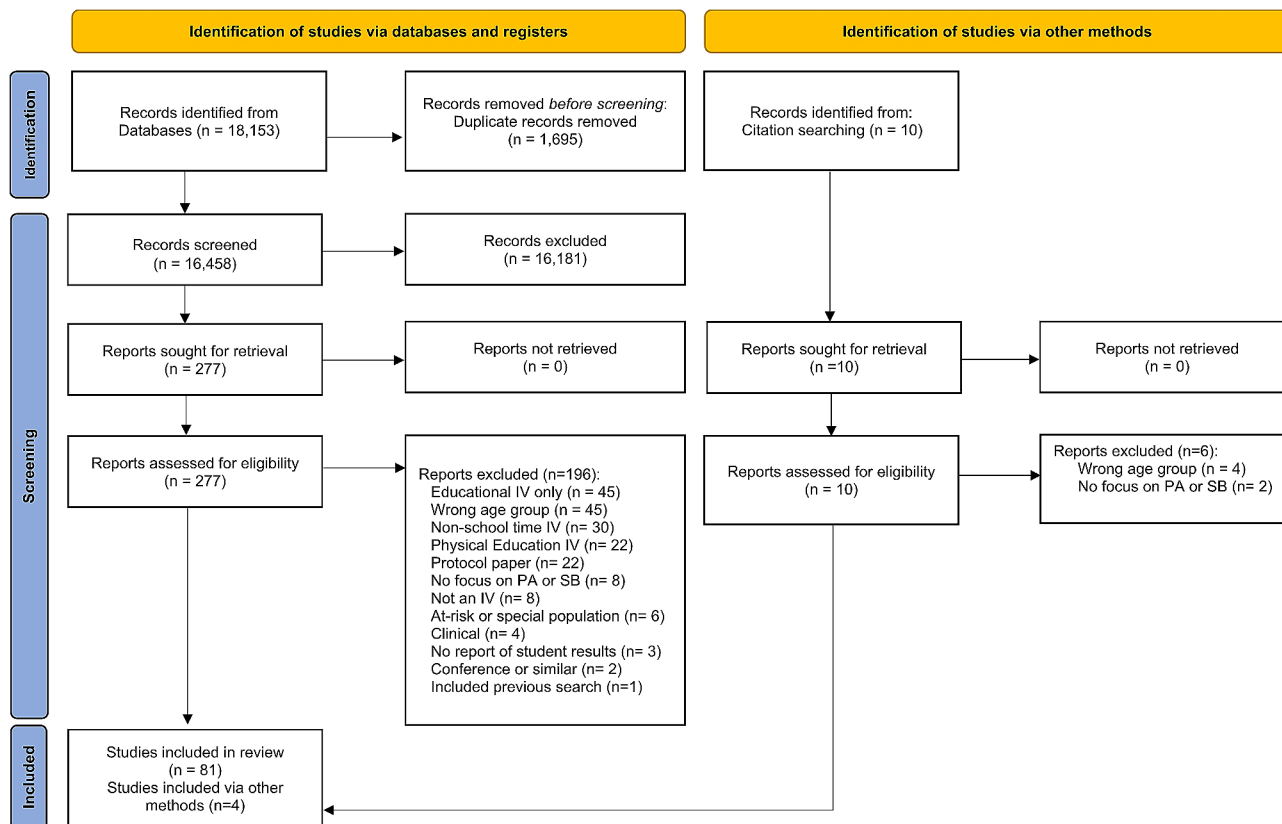 Identification of studies via databases and registers
Identification of studies via other methods
Identification
Records identified from
Databases (n = 18,153)
Records removed before screening:
Duplicate records removed
(n = 1,695)
Records identified from:
Citation searching (n = 10)
Screening
Records screened
(n = 16,458)
Records excluded
(n = 16,181)
Reports sought for retrieval
(n = 277)
Reports not retrieved
(n = 0)
Reports sought for retrieval
(n =10)
Reports not retrieved
(n = 0)
Reports assessed for eligibility
(n = 277)
Reports excluded (n=196):
Educational IV only (n = 45)
Wrong age group (n = 45)
Non-school time IV (n= 30)
Physical Education IV (n= 22)
Protocol paper (n= 22)
No focus on PA or SB (n= 8)
Not an IV (n= 8)
At-risk or special population (n= 6)
Clinical (n= 4)
No report of student results (n= 3)
Conference or similar (n= 2)
Included previous search (n=1)
Reports assessed for eligibility
(n = 10)
Reports excluded (n=6):
Wrong age group (n = 4)
No focus on PA or SB (n= 2)
Included
Studies included in review
(n = 81)
Studies included via other
methods (n=4)